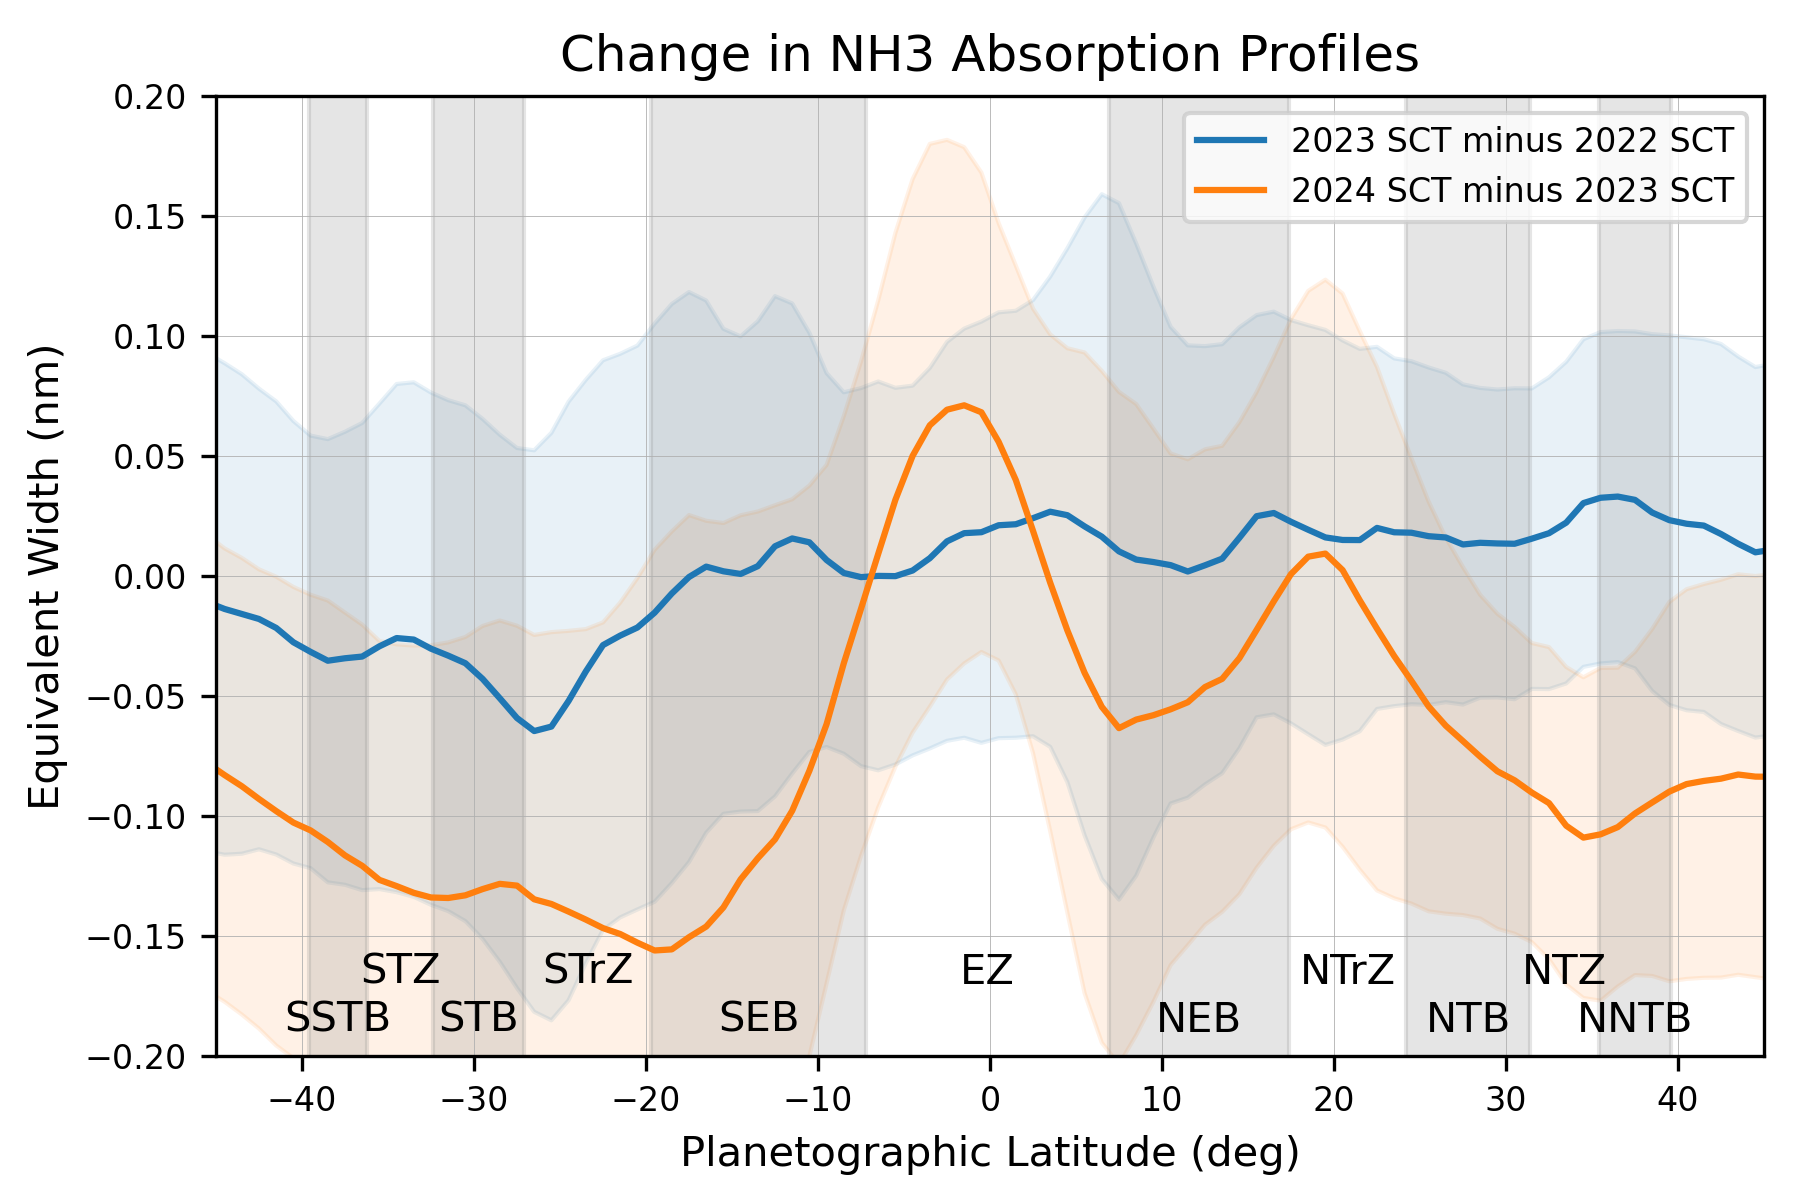 Change in NH3 Absorption Profiles
2023 SCT minus 2022 SCT
2024 SCT minus 2023 SCT
Equivalent Width (nm)
0.20
0.15
0.10
0.05
0.00
−0.05
−0.10
−0.15
−0.20
STZ STrZ EZ NTrZ NTZ
SSTB STB SEB NEB NTB NNTB
−40 −30 −20 −10 0 10 20 30 40
Planetographic Latitude (deg)